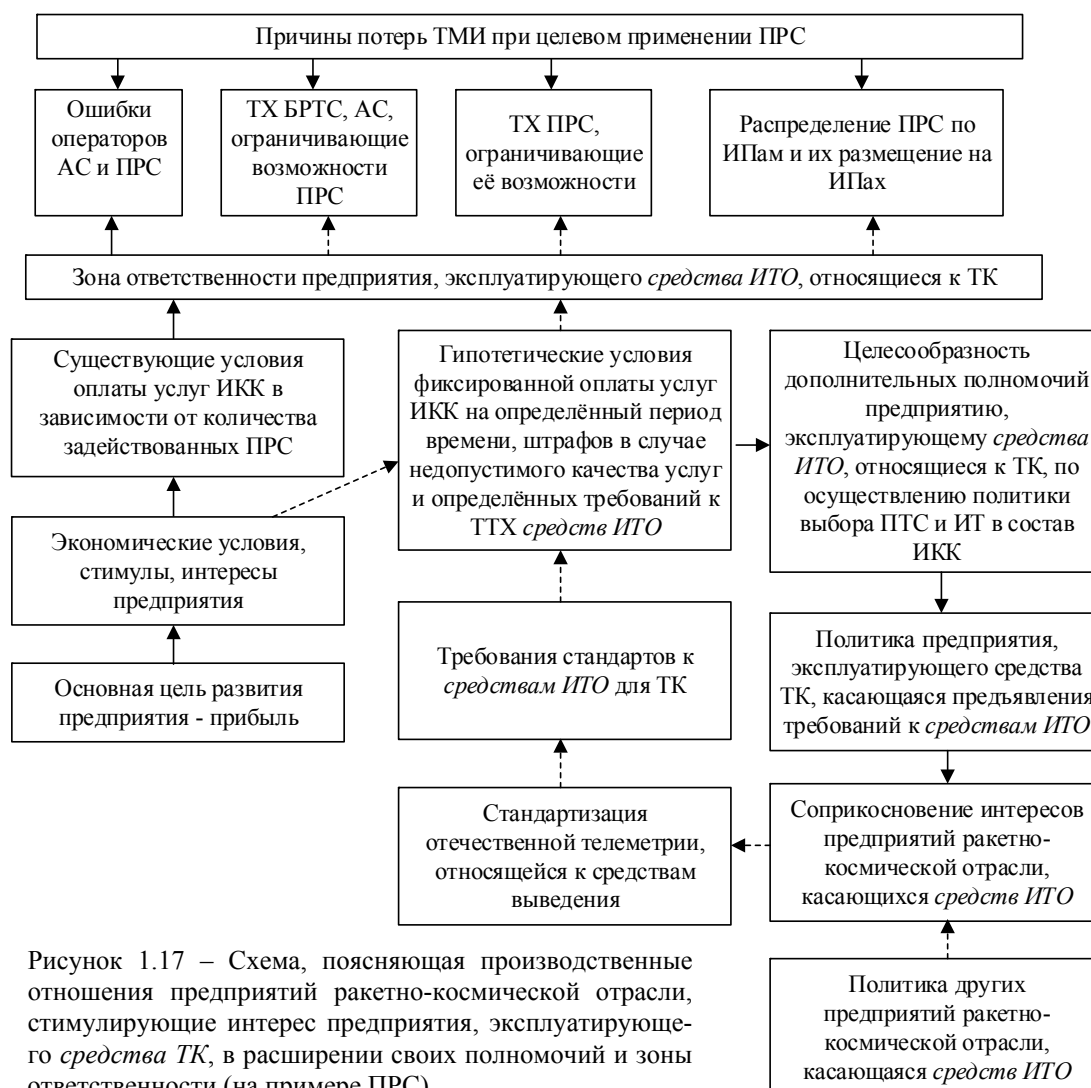 Причины потерь ТМИ при целевом применении ПРС
Ошибки
операторов
АС и ПРС
ТХ БРТС, АС,
ограничивающие
возможности
ПРС
ТХ ПРС,
ограничивающие
её возможности
Распределение ПРС по
ИПам и их размещение на
ИПах
Зона ответственности предприятия, эксплуатирующего средства ИТО, относящиеся к ТК
Существующие условия
оплаты услуг ИКК в
зависимости от количества
задействованных ПРС
Гипотетические условия
фиксированной оплаты услуг
ИКК на определённый период
времени, штрафов в случае
недопустимого качества услуг
и определённых требований к
ТТХ средств ИТО
Целесообразность
дополнительных полномочий
предприятию,
эксплуатирующему средства
ИТО, относящиеся к ТК, по
осуществлению политики
выбора ПТС и ИТ в состав
ИКК
Экономические условия,
стимулы, интересы
предприятия
Требования стандартов к
средствам ИТО для ТК
Политика предприятия,
эксплуатирующего средства
ТК, касающаяся предъявления
требований к средствам ИТО
Основная цель развития
предприятия - прибыль
Стандартизация
отечественной телеметрии,
относящейся к средствам
выведения
Соприкосновение интересов
предприятий ракетно-
космической отрасли,
касающихся средств ИТО
Политика других
предприятий ракетно-
космической отрасли,
касающаяся средств ИТО
Рисунок 1.17 – Схема, поясняющая производственные
отношения предприятий ракетно-космической отрасли,
стимулирующие интерес предприятия, эксплуатирующе-
го средства ТК, в расширении своих полномочий и зоны
ответственности (на примере ПРС)